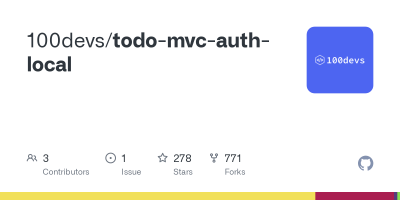 100devs/todo-mvc-auth-
local
100devs
3
Contributors
1
Issue
278
Stars
771
Forks